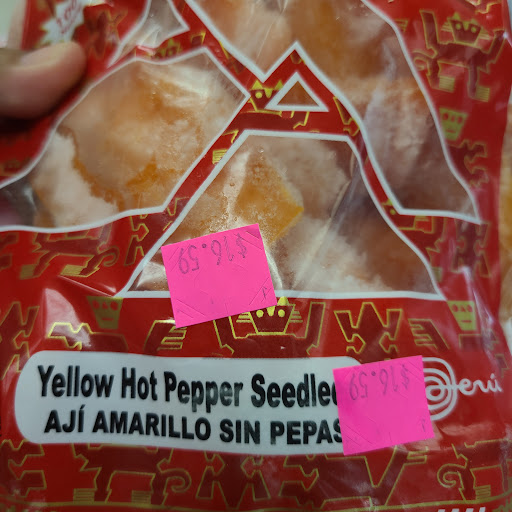 $16.59
Yellow Hot Pepper Seedle
$16.59
Perú
AJÍ AMARILLO SIN PEPAS